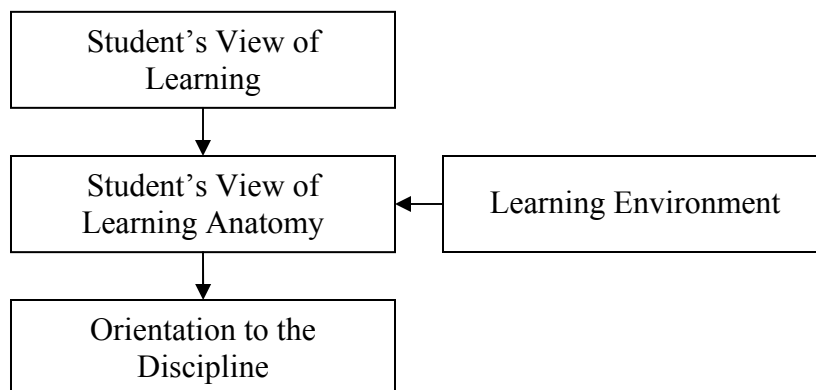 Student’s View of
Learning
Student’s View of
Learning Anatomy
Learning Environment
Orientation to the
Discipline